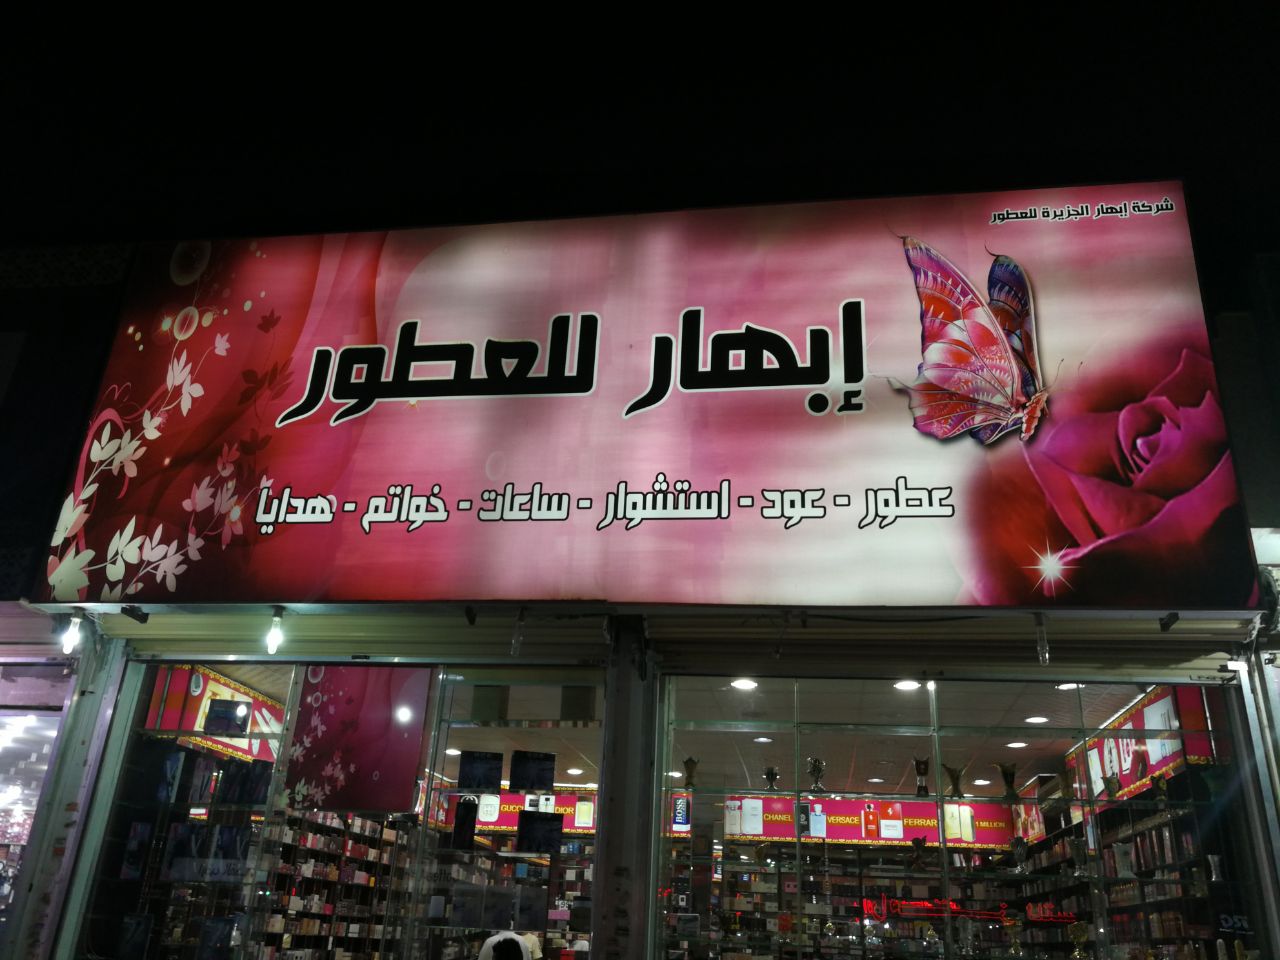 شركة إبهار الجزيرة للعطور
إبهار للعطور
عطور - عود - استشوار - ساعات - خواتم - هدايا
GUCCI
DIOR
BOSS
CHANEL
VERSACE
FERRARI
1 MILLION